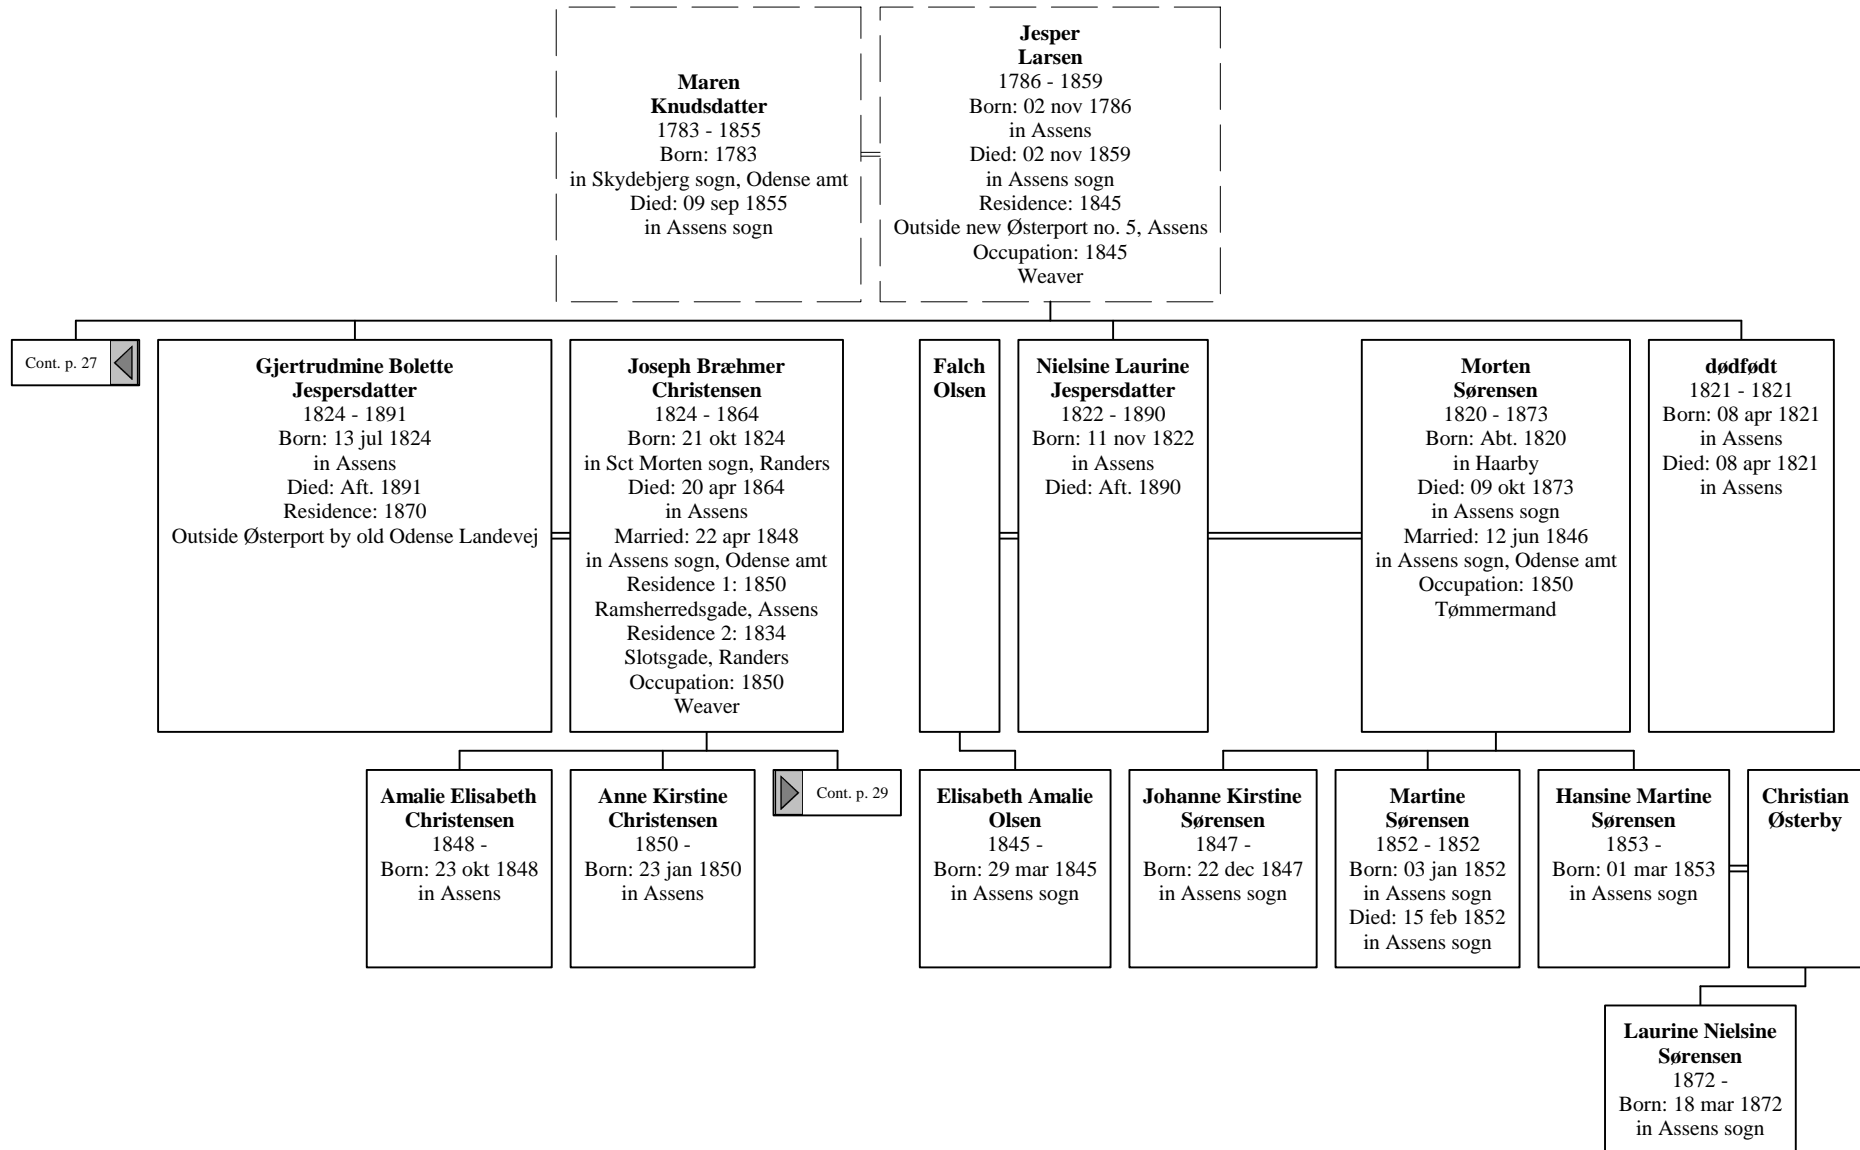 Maren
Knudsdatter
1783 - 1855
Born: 1783
in Skydebjerg sogn, Odense amt
Died: 09 sep 1855
in Assens sogn
Jesper
Larsen
1786 - 1859
Born: 02 nov 1786
in Assens
Died: 02 nov 1859
in Assens sogn
Residence: 1845
Outside new Østerport no. 5, Assens
Occupation: 1845
Weaver
Cont. p. 27
Gjertrudmine Bolette
Jespersdatter
1824 - 1891
Born: 13 jul 1824
in Assens
Died: Aft. 1891
Residence: 1870
Outside Østerport by old Odense Landevej
Joseph Bræhmer
Christensen
1824 - 1864
Born: 21 okt 1824
in Sct Morten sogn, Randers
Died: 20 apr 1864
in Assens
Married: 22 apr 1848
in Assens sogn, Odense amt
Residence 1: 1850
Ramsherredsgade, Assens
Residence 2: 1834
Slotsgade, Randers
Occupation: 1850
Weaver
Falch
Olsen
Nielsine Laurine
Jespersdatter
1822 - 1890
Born: 11 nov 1822
in Assens
Died: Aft. 1890
Morten
Sørensen
1820 - 1873
Born: Abt. 1820
in Haarby
Died: 09 okt 1873
in Assens sogn
Married: 12 jun 1846
in Assens sogn, Odense amt
Occupation: 1850
Tømmermand
dødfødt
1821 - 1821
Born: 08 apr 1821
in Assens
Died: 08 apr 1821
in Assens
Amalie Elisabeth
Christensen
1848 -
Born: 23 okt 1848
in Assens
Anne Kirstine
Christensen
1850 -
Born: 23 jan 1850
in Assens
Cont. p. 29
Elisabeth Amalie
Olsen
1845 -
Born: 29 mar 1845
in Assens sogn
Johanne Kirstine
Sørensen
1847 -
Born: 22 dec 1847
in Assens sogn
Martine
Sørensen
1852 - 1852
Born: 03 jan 1852
in Assens sogn
Died: 15 feb 1852
in Assens sogn
Hansine Martine
Sørensen
1853 -
Born: 01 mar 1853
in Assens sogn
Christian
Østerby
Laurine Nielsine
Sørensen
1872 -
Born: 18 mar 1872
in Assens sogn